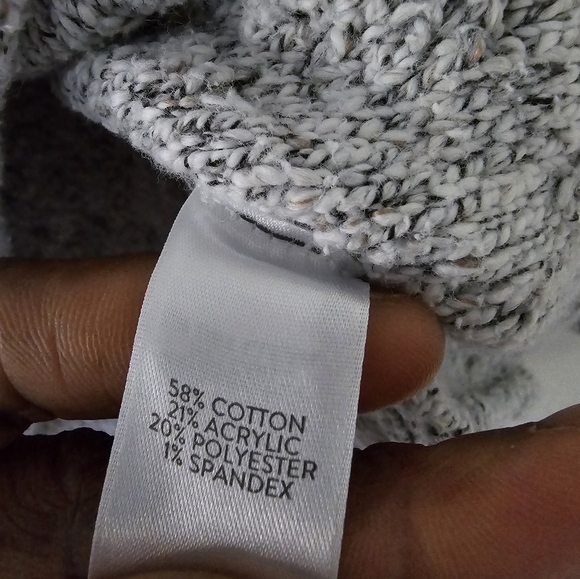 58% COTTON
21% ACRYLIC
20% POLYESTER
1% SPANDEX